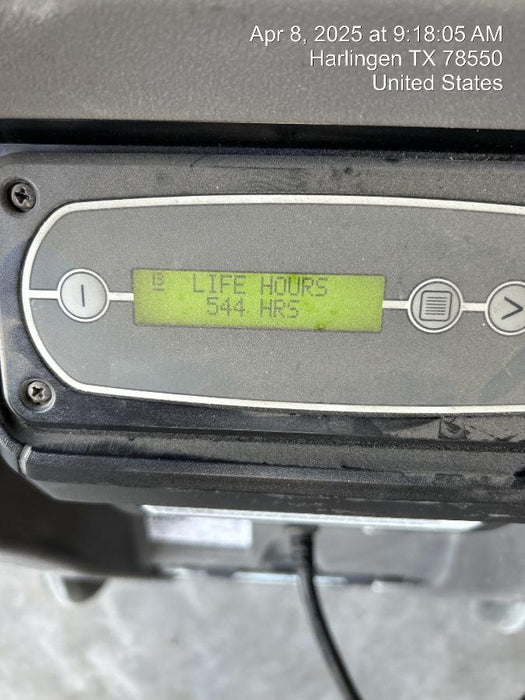 Apr 8, 2025 at 9:18:05 AM
Harlingen TX 78550
United States
LIFE HOURS
544 HRS